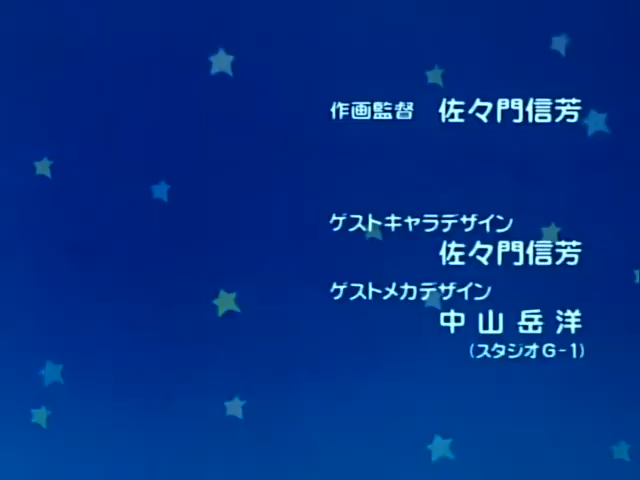 作画監督 佐々門信芳
ゲストキャラデザイン
佐々門信芳
ゲストメカデザイン
中山岳洋
(スタジオG-1)